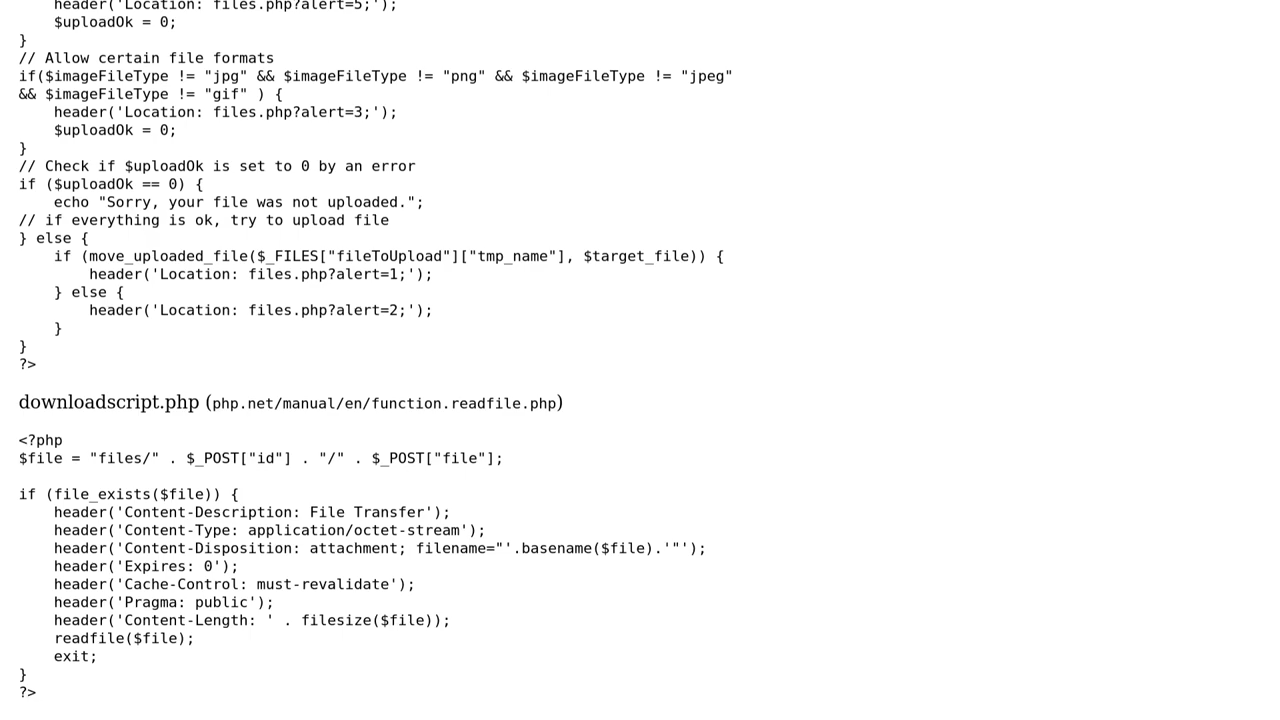 header('Location: files.php?alert=5;');
    $uploadOk = 0;
}
// Allow certain file formats
if($imageFileType != "jpg" && $imageFileType != "png" && $imageFileType != "jpeg"
&& $imageFileType != "gif" ) {
    header('Location: files.php?alert=3;');
    $uploadOk = 0;
}
// Check if $uploadOk is set to 0 by an error
if ($uploadOk == 0) {
    echo "Sorry, your file was not uploaded.";
// if everything is ok, try to upload file
} else {
    if (move_uploaded_file($_FILES["fileToUpload"]["tmp_name"], $target_file)) {
        header('Location: files.php?alert=1;');
    } else {
        header('Location: files.php?alert=2;');
    }
}
?>
downloadscript.php (php.net/manual/en/function.readfile.php)
<?php
$file = "files/" . $_POST["id"] . "/" . $_POST["file"];
if (file_exists($file)) {
    header('Content-Description: File Transfer');
    header('Content-Type: application/octet-stream');
    header('Content-Disposition: attachment; filename="'.basename($file).'"');
    header('Expires: 0');
    header('Cache-Control: must-revalidate');
    header('Pragma: public');
    header('Content-Length: ' . filesize($file));
    readfile($file);
    exit;
}
?>